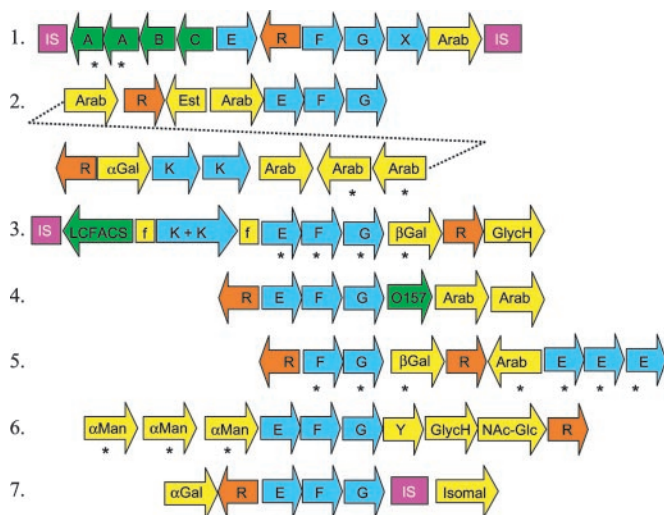 1. IS A A B C E R F G X Arab IS
* *
2. Arab R Est Arab E F G
R αGal K K Arab Arab Arab
* *
3. IS LCFACS f K + K f E F G βGal R GlycH
* * * *
4. R E F G O157 Arab Arab
5. R F G βGal R Arab E E E
* * * * * * *
6. αMan αMan αMan E F G Y GlycH NAc-Glc R
* * *
7. αGal R E F G IS Isomal